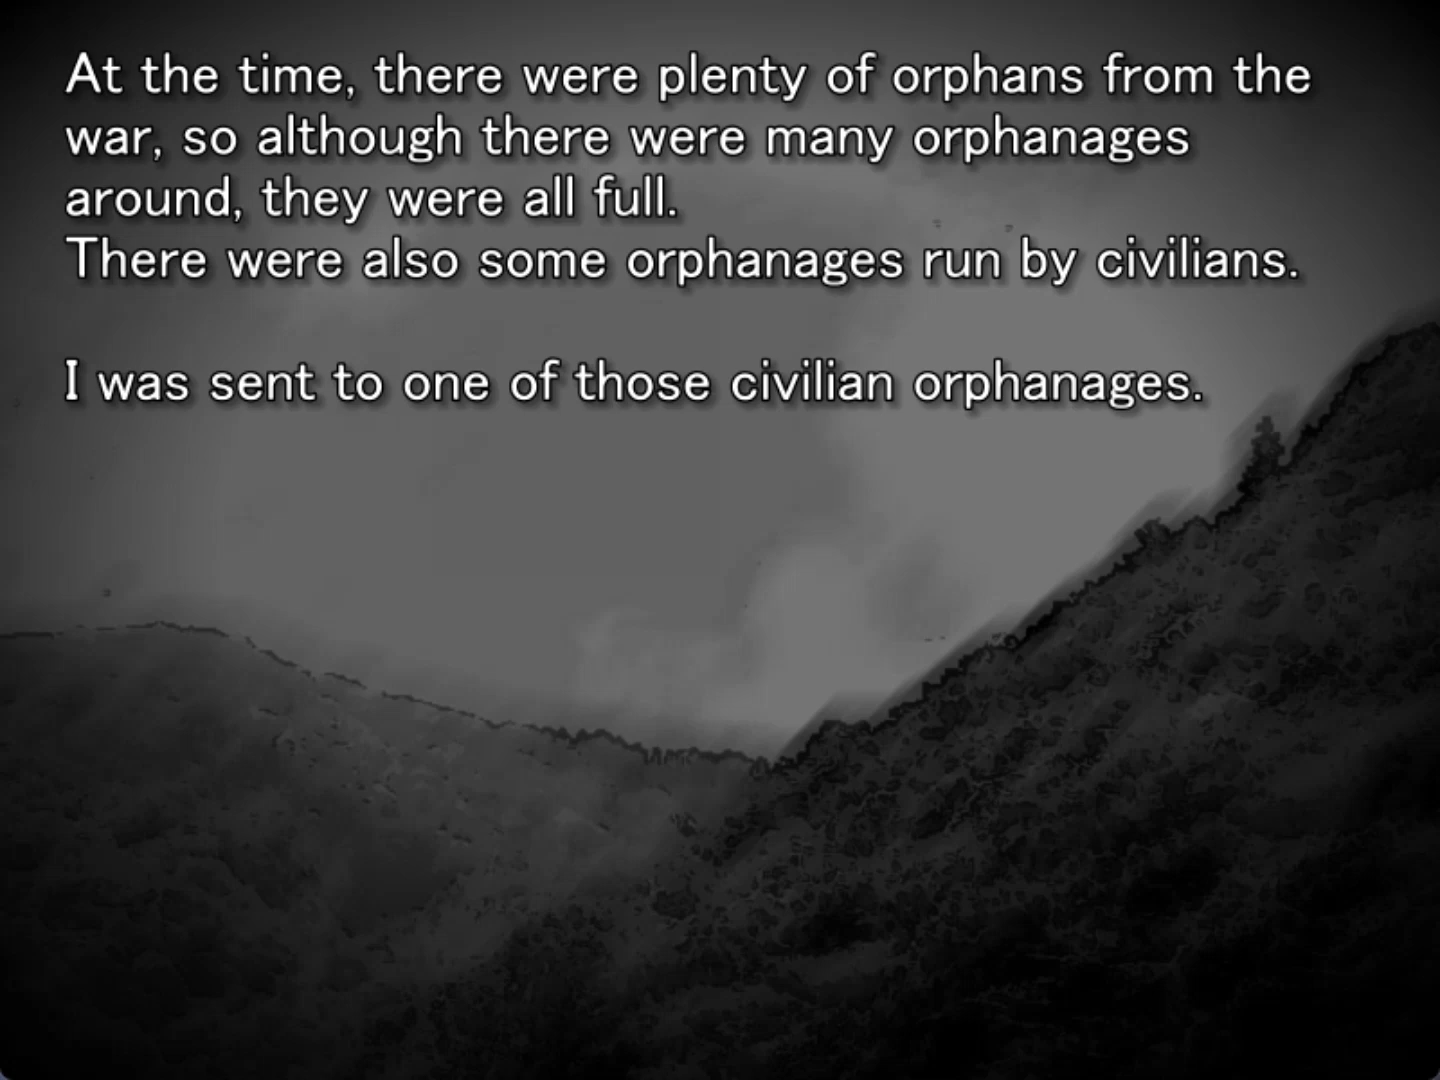 At the time, there were plenty of orphans from the
war, so although there were many orphanages
around, they were all full.
There were also some orphanages run by civilians.
I was sent to one of those civilian orphanages.